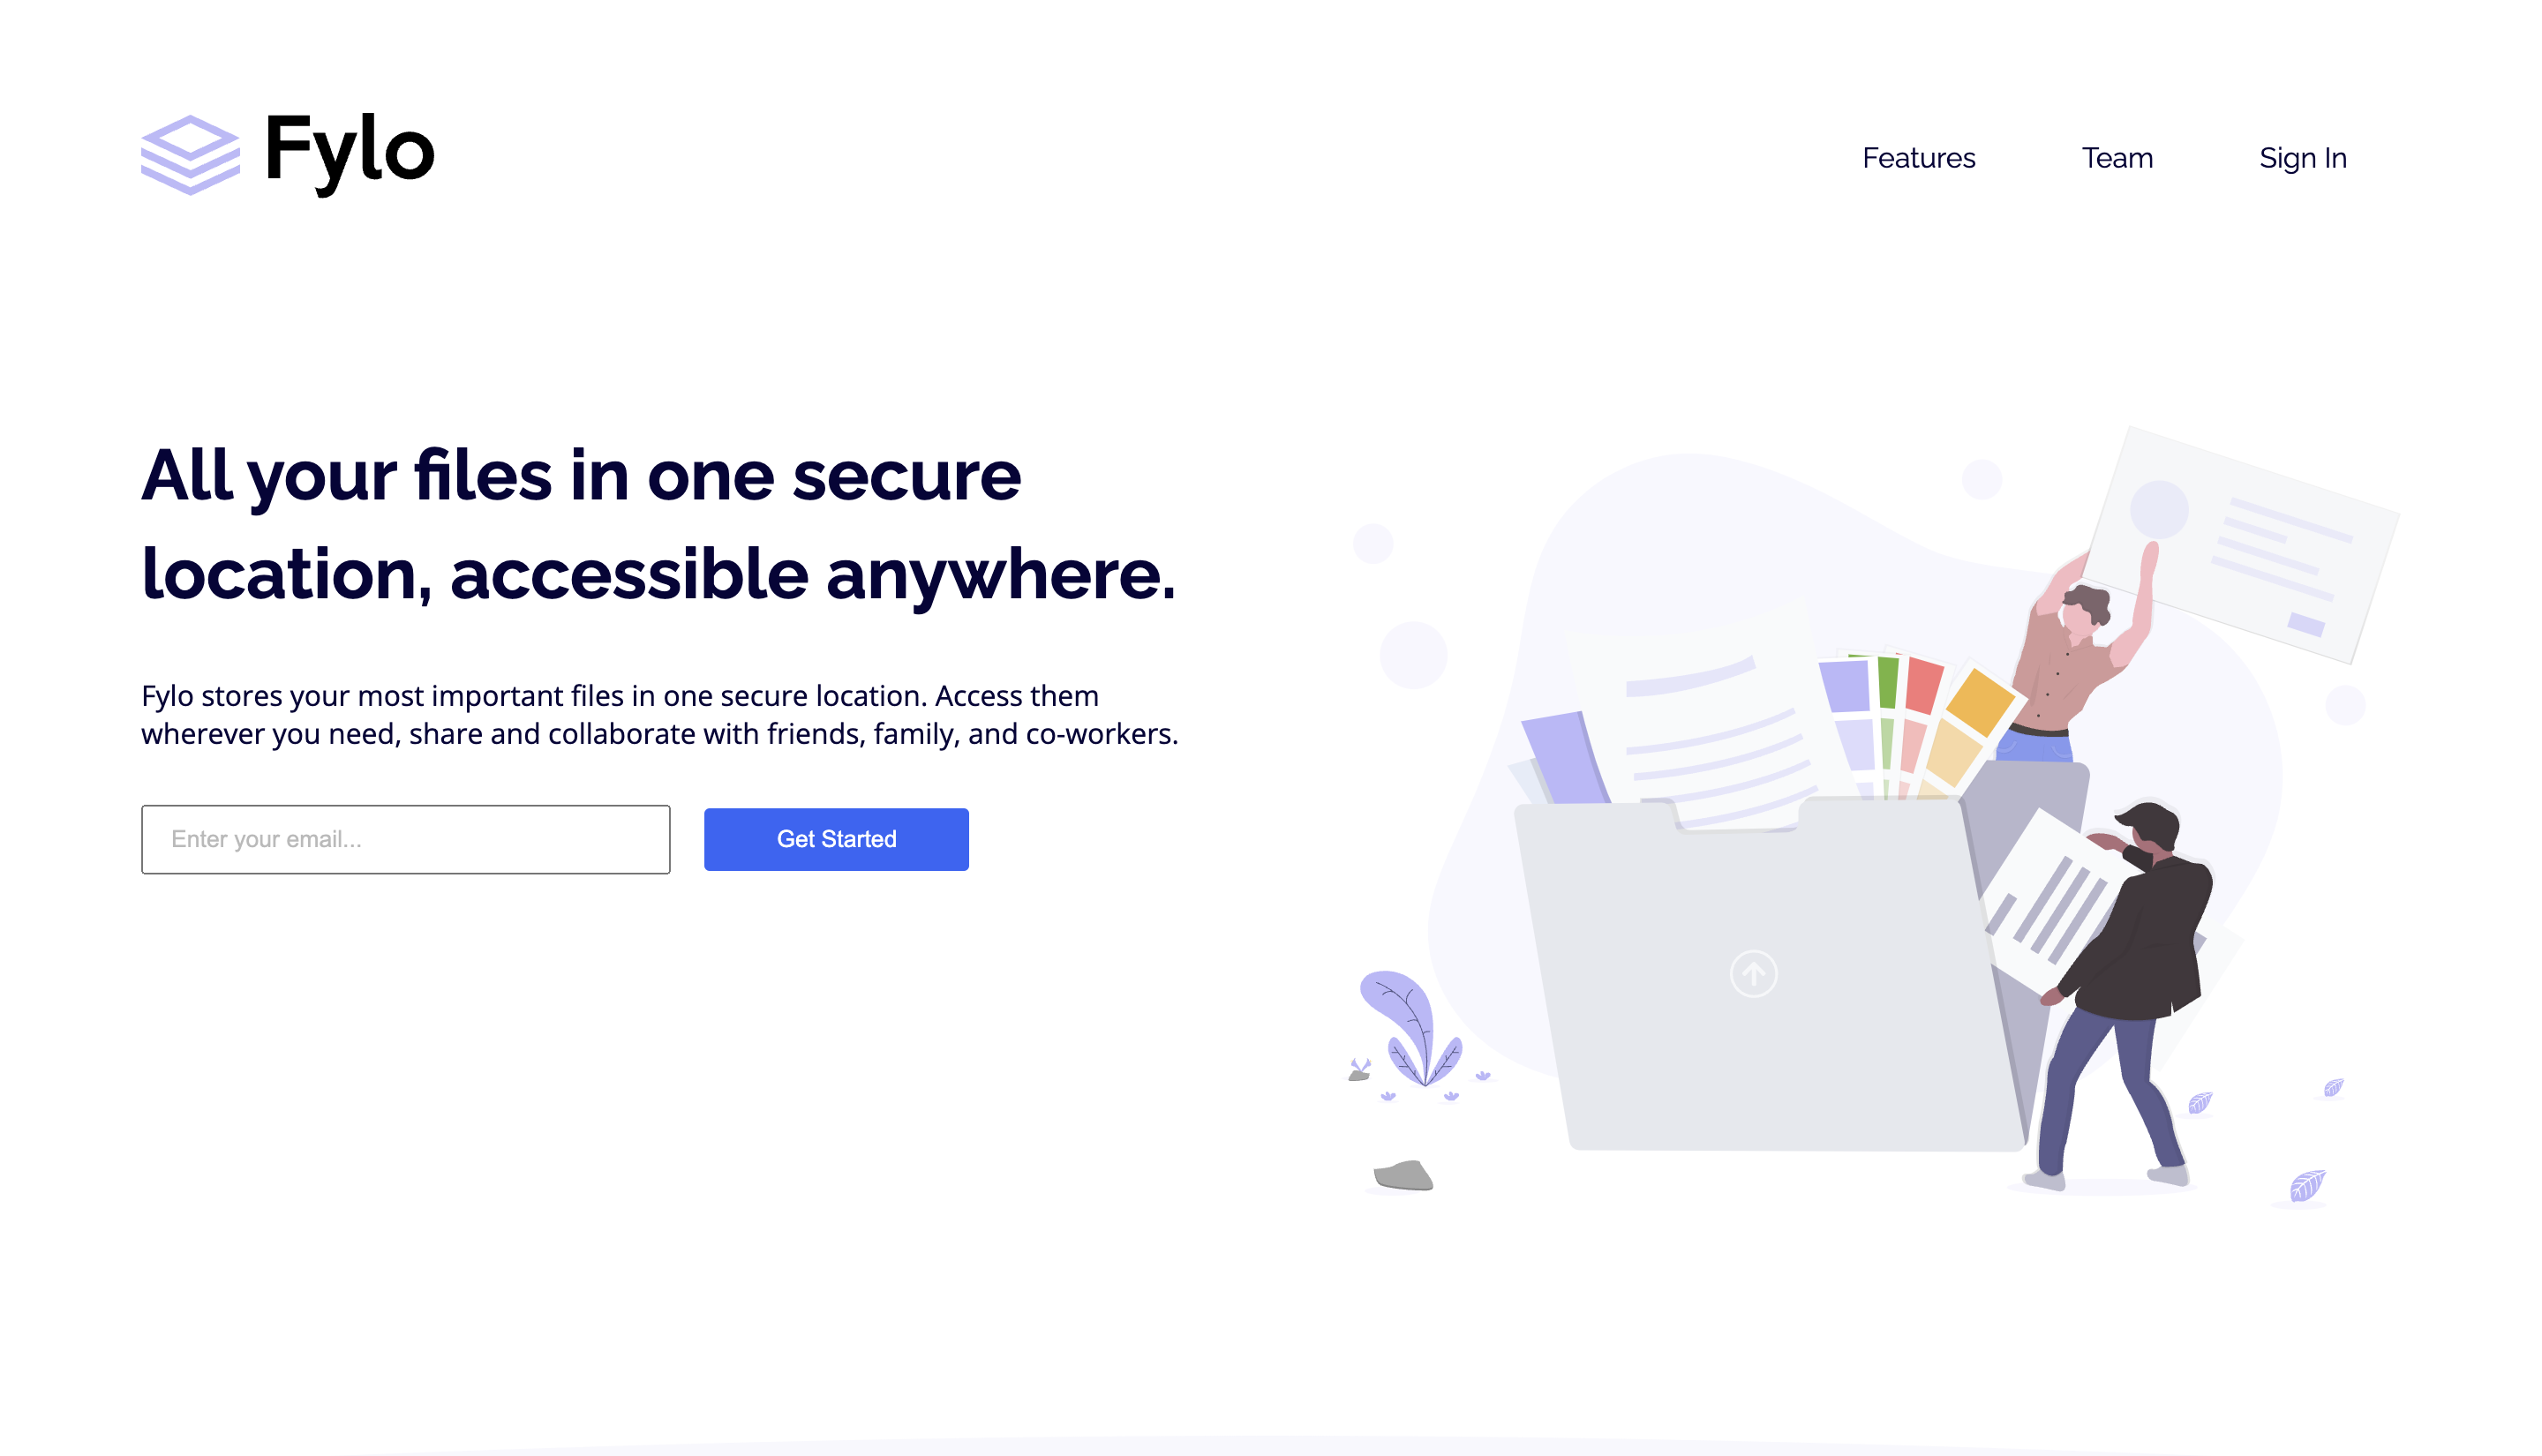 Fylo
Features
Team
Sign In
All your files in one secure
location, accessible anywhere.
Fylo stores your most important files in one secure location. Access them
wherever you need, share and collaborate with friends, family, and co-workers.
Enter your email...
Get Started